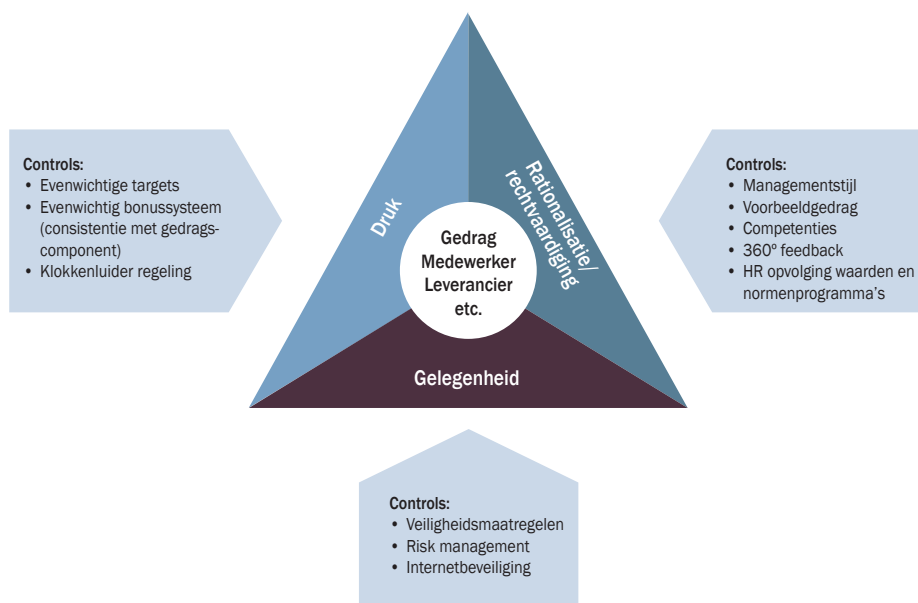 Controls:
• Evenwichtige targets
• Evenwichtig bonussysteem
(consistentie met gedrags-
component)
• Klokkenluider regeling
Druk
Rationalisatie/
rechtvaardiging
Gedrag
Medewerker
Leverancier
etc.
Gelegenheid
Controls:
• Managementstijl
• Voorbeeldgedrag
• Competenties
• 360º feedback
• HR opvolging waarden en
normenprogramma’s
Controls:
• Veiligheidsmaatregelen
• Risk management
• Internetbeveiliging